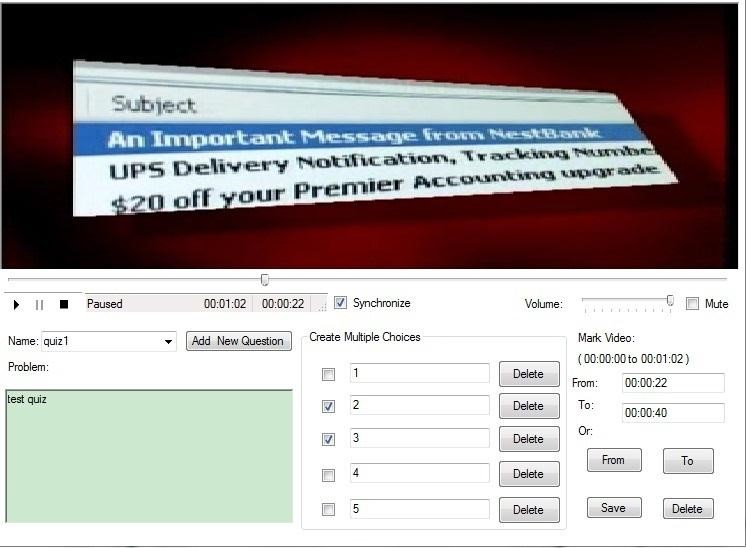 Subject
An Important Message from NestBank
UPS Delivery Notification, Tracking Numbe
$20 off your Premier Accounting upgrade
Paused 00:01:02 00:00:22 Synchronize Volume: Mute
Name: quiz1 Add New Question
Problem:
test quiz
Create Multiple Choices
1 Delete
2 Delete
3 Delete
4 Delete
5 Delete
Mark Video:
( 00:00:00 to 00:01:02 )
From: 00:00:22
To: 00:00:40
Or:
From To
Save Delete